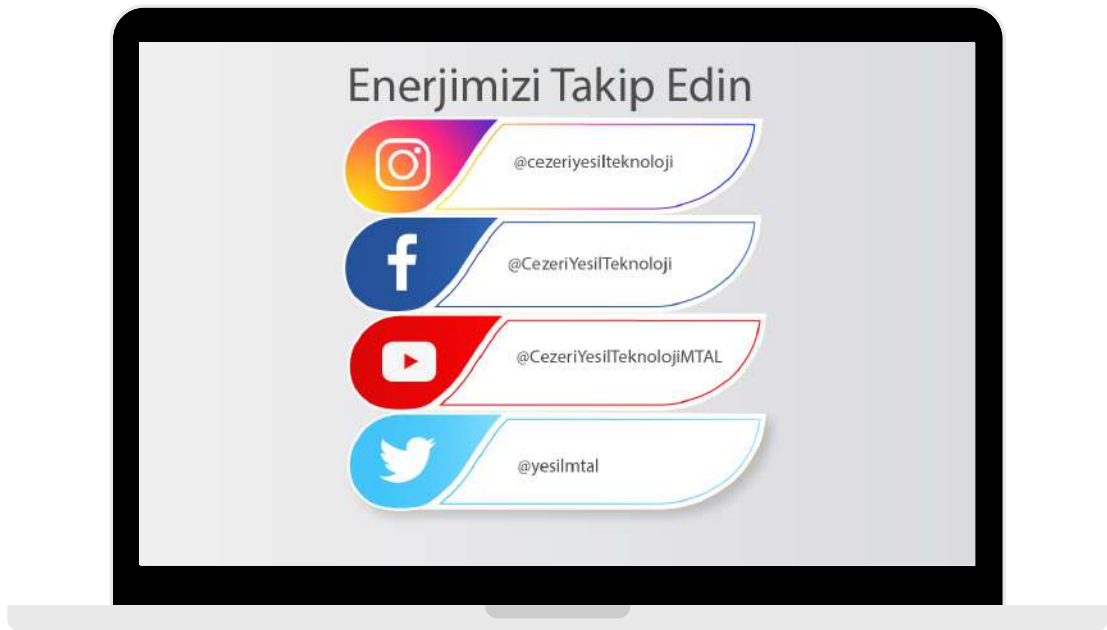 Enerjimizi Takip Edin
@cezeriyesilteknoloji
@CezeriYesilTeknoloji
@CezeriYesilTeknolojiMTAL
@yesilmtal